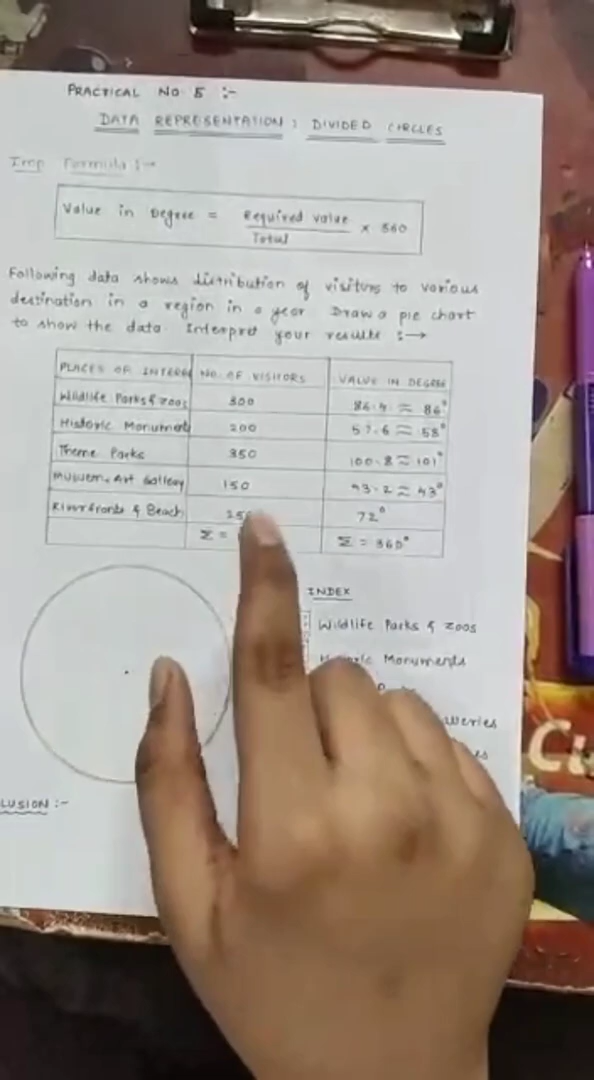 PRACTICAL NO 5 :-
DATA REPRESENTATION : DIVIDED CIRCLES
Imp Formula :-
Value in Degree = Required value / Total × 360
Following data shows distribution of visitors to various
destination in a region in a year Draw a pie chart
to show the data Interpret your results :→
PLACES OF INTERES NO. OF VISITORS VALUE IN DEGREE
Wildlife Parks & Zoos 300 86.4 ≈ 86°
Historic Monument 200 57.6 ≈ 58°
Theme Parks 350 100.8 ≈ 101°
Art Gallery 150 43.2 ≈ 43°
Riverfronts & Beach 25 72°
Σ = Σ = 360°
INDEX
Wildlife Parks & Zoos
Monuments
LUSION :-